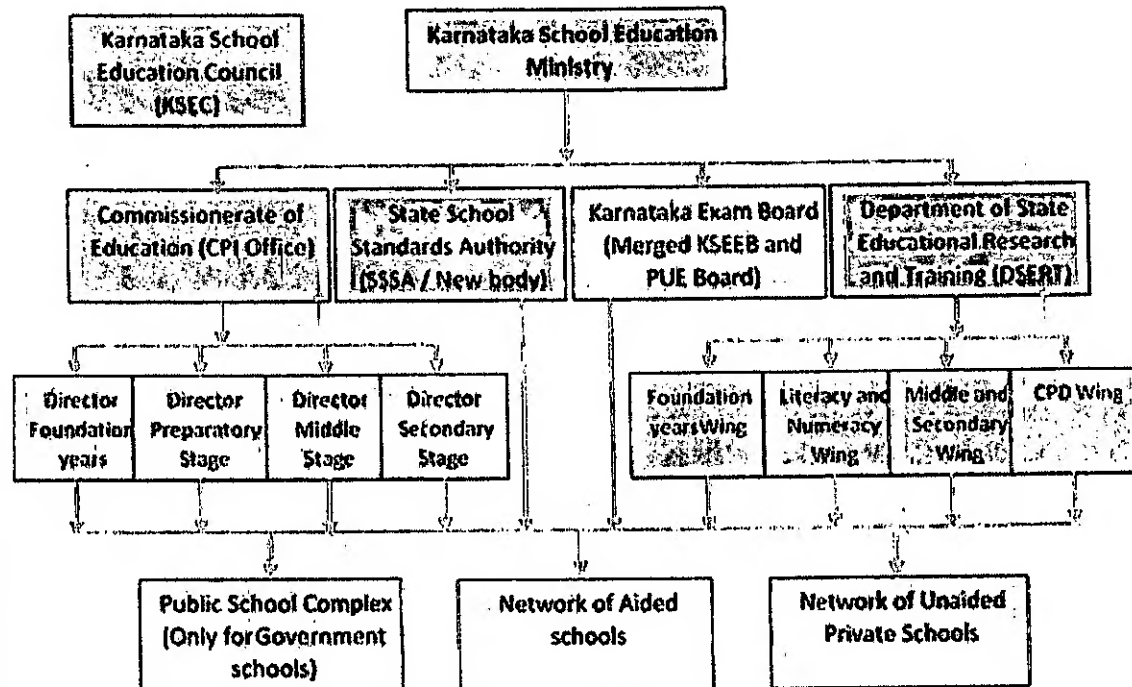 Karnataka School
Education Council
(KSEC)
Karnataka School Education
Ministry
Commissionerate of
Education (CPI Office)
State School
Standards Authority
(SSSA / New body)
Karnataka Exam Board
(Merged KSEEB and
PUE Board)
Department of State
Educational Research
and Training (DSERT)
Director
Foundation
years
Director
Preparatory
Stage
Director
Middle
Stage
Director
Secondary
Stage
Foundation
yearsWing
Literacy and
Numeracy
Wing
Middle and
Secondary
Wing
CPD Wing
Public School Complex
(Only for Government
schools)
Network of Aided
schools
Network of Unaided
Private Schools